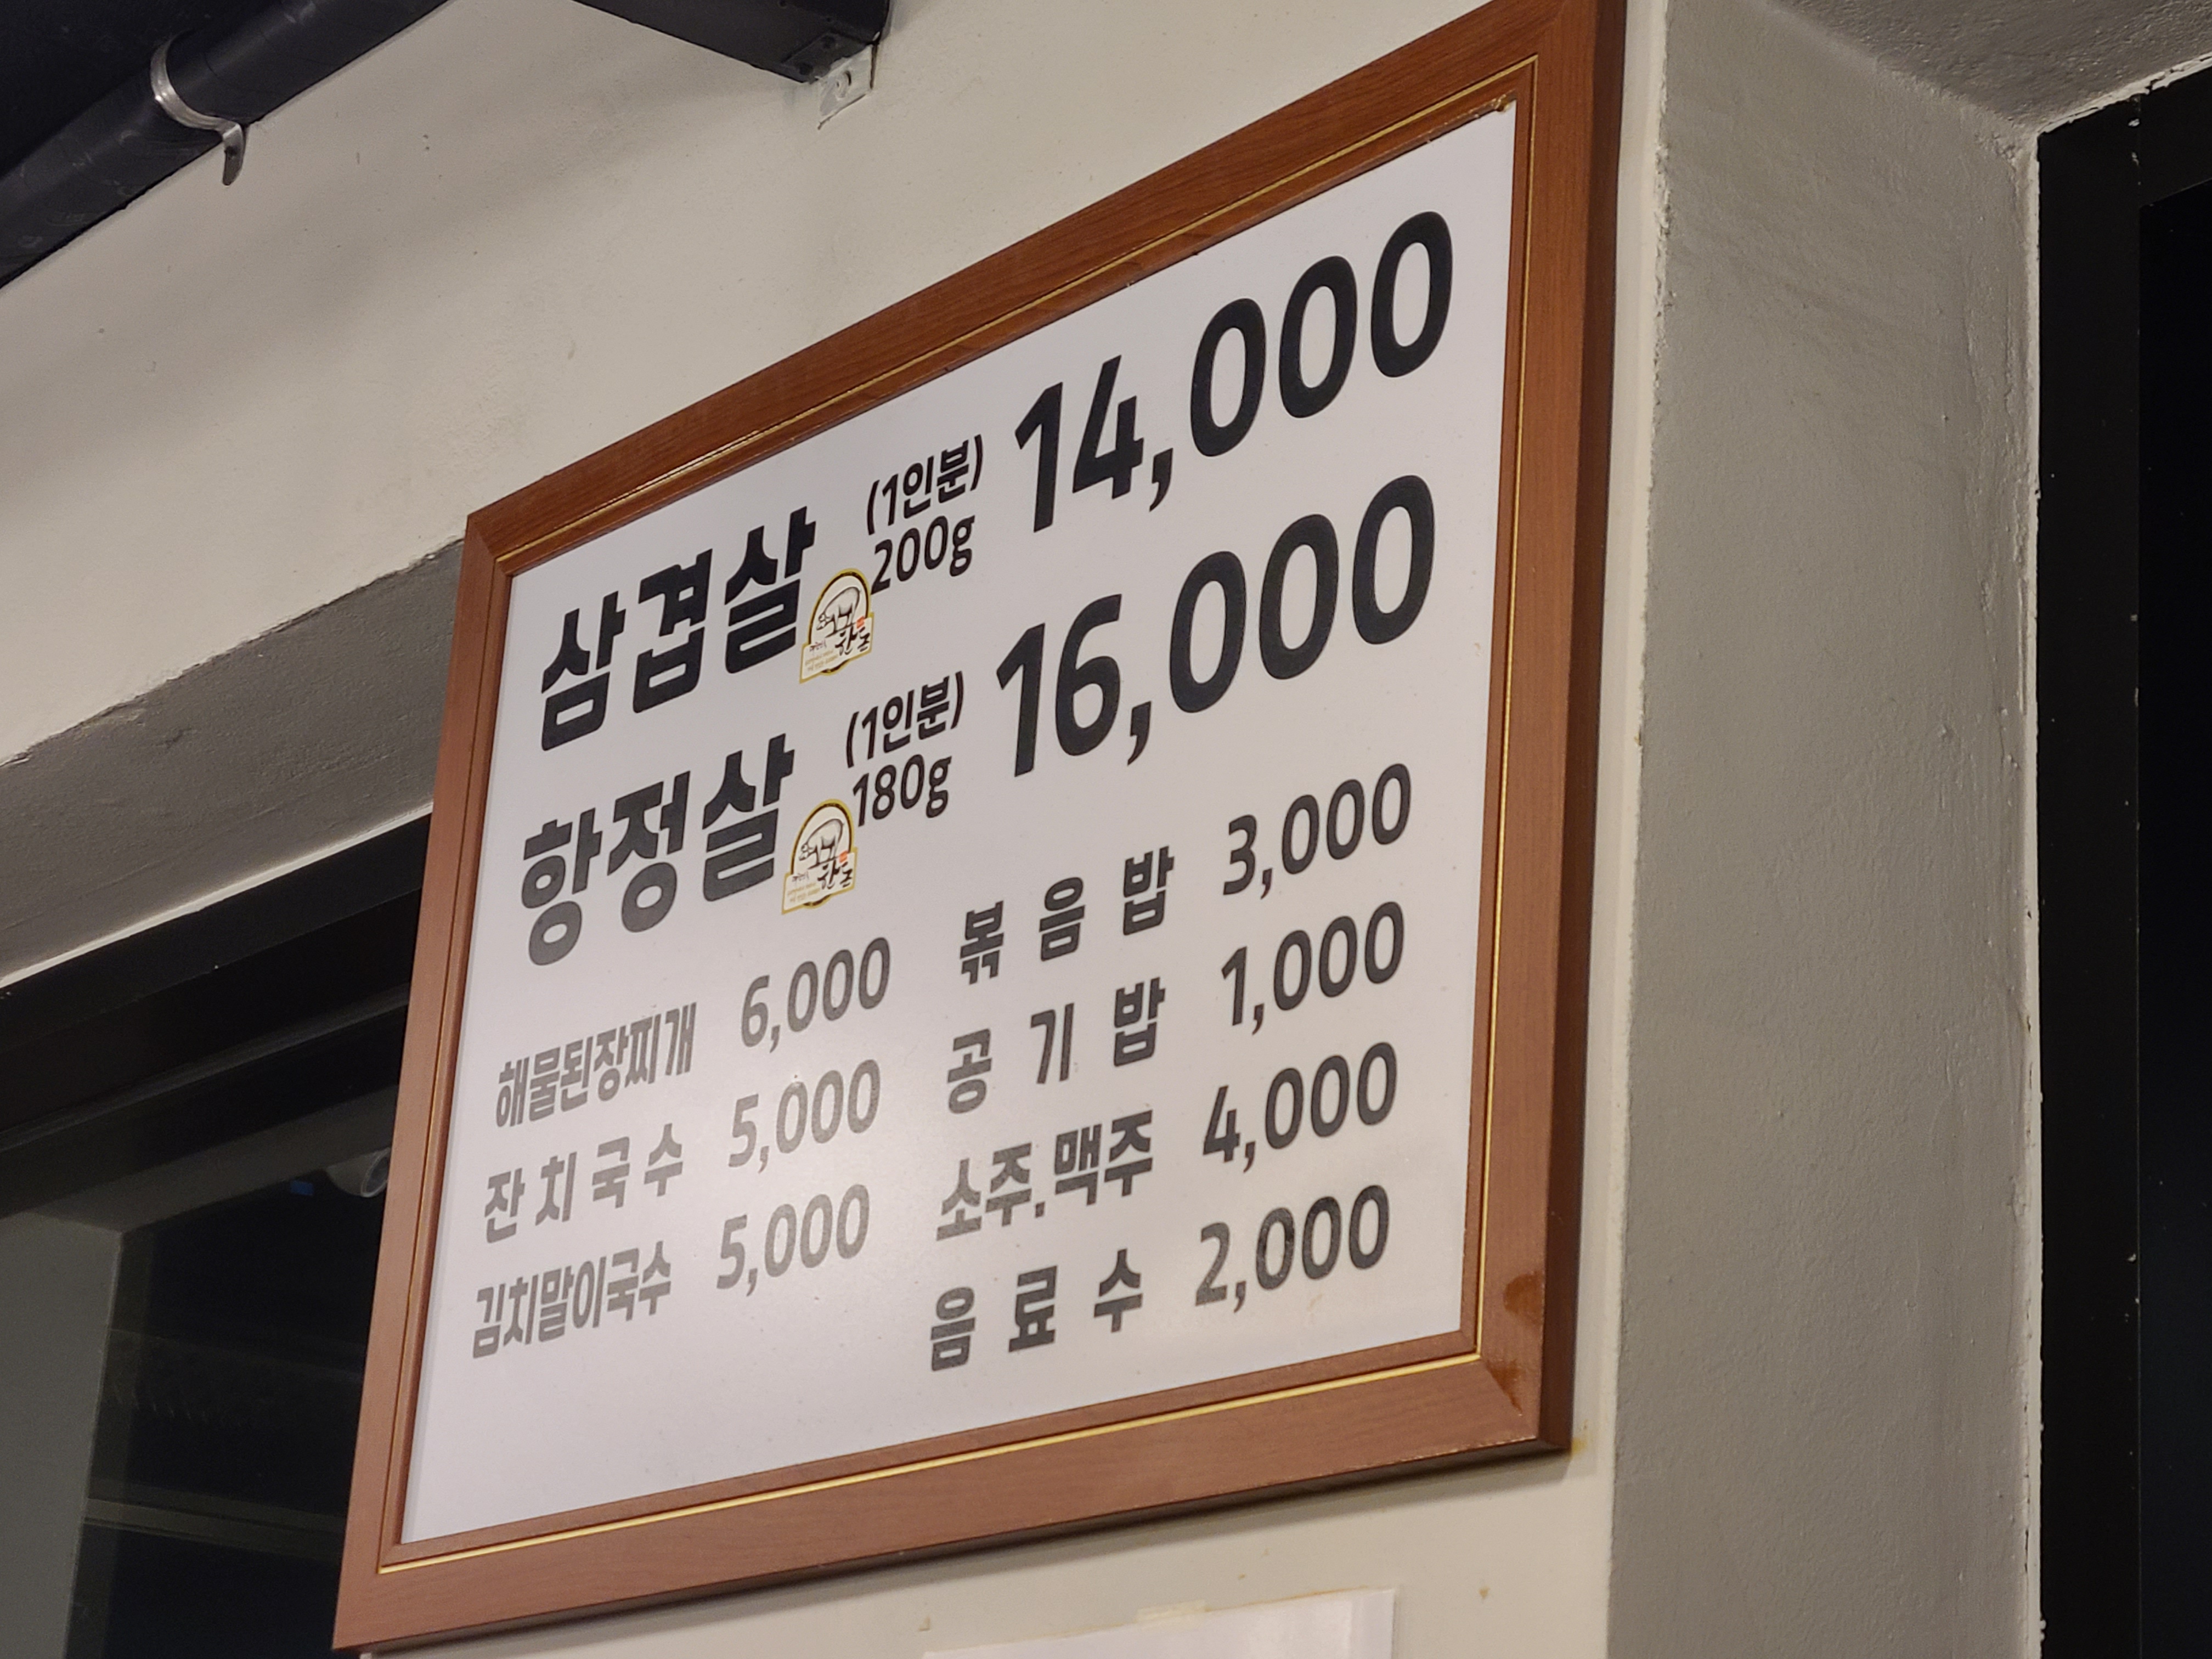 삼겹살 (1인분) 200g 14,000
항정살 (1인분) 180g 16,000
해물된장찌개 6,000
잔치국수 5,000
김치말이국수 5,000
볶음밥 3,000
공기밥 1,000
소주.맥주 4,000
음료수 2,000